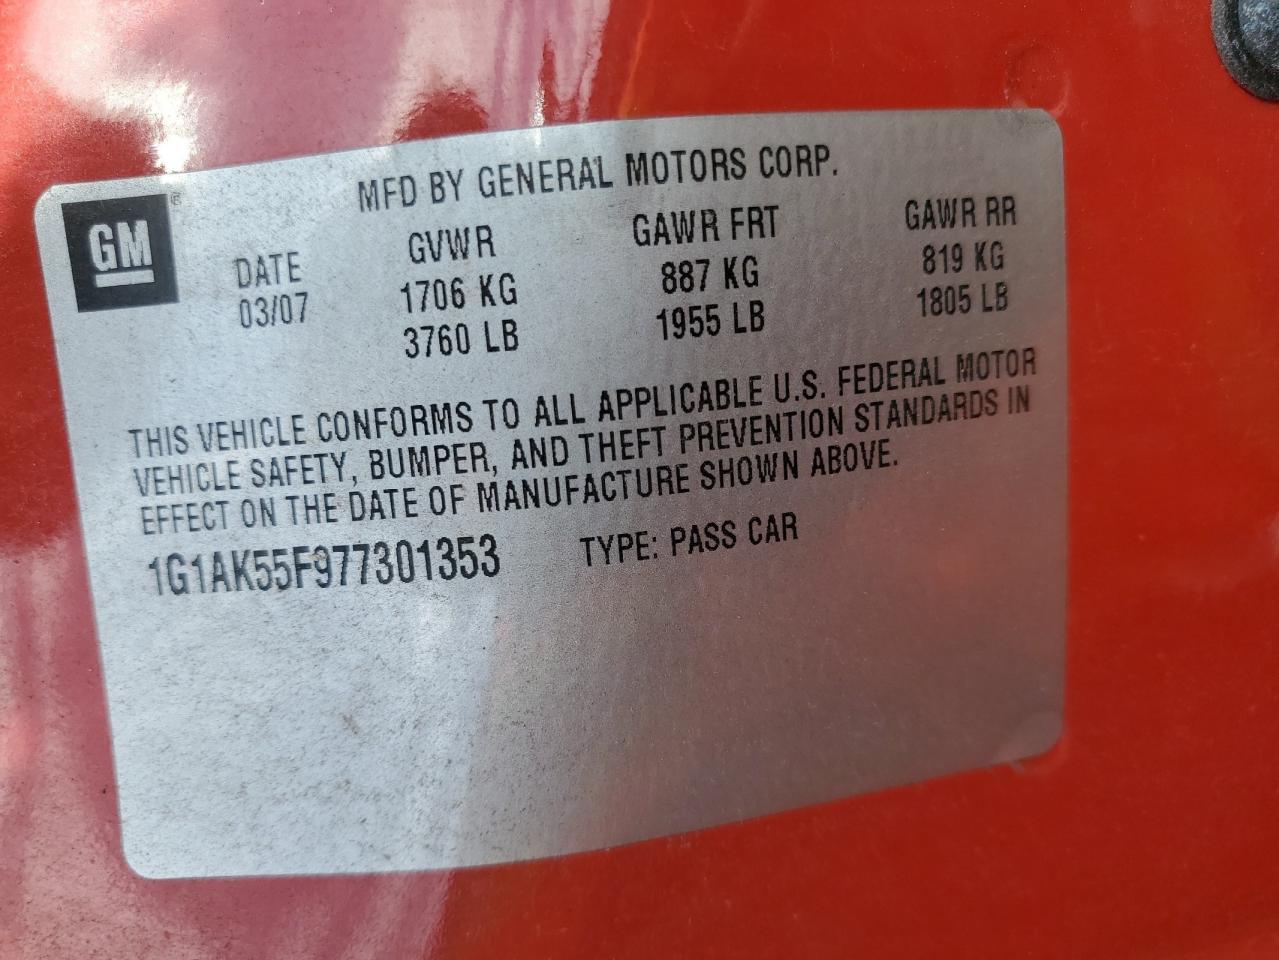 MFD BY GENERAL MOTORS CORP.
GM®
DATE GVWR GAWR FRT GAWR RR
03/07 1706 KG 887 KG 819 KG
3760 LB 1955 LB 1805 LB
THIS VEHICLE CONFORMS TO ALL APPLICABLE U.S. FEDERAL MOTOR
VEHICLE SAFETY, BUMPER, AND THEFT PREVENTION STANDARDS IN
EFFECT ON THE DATE OF MANUFACTURE SHOWN ABOVE.
1G1AK55F977301353 TYPE: PASS CAR